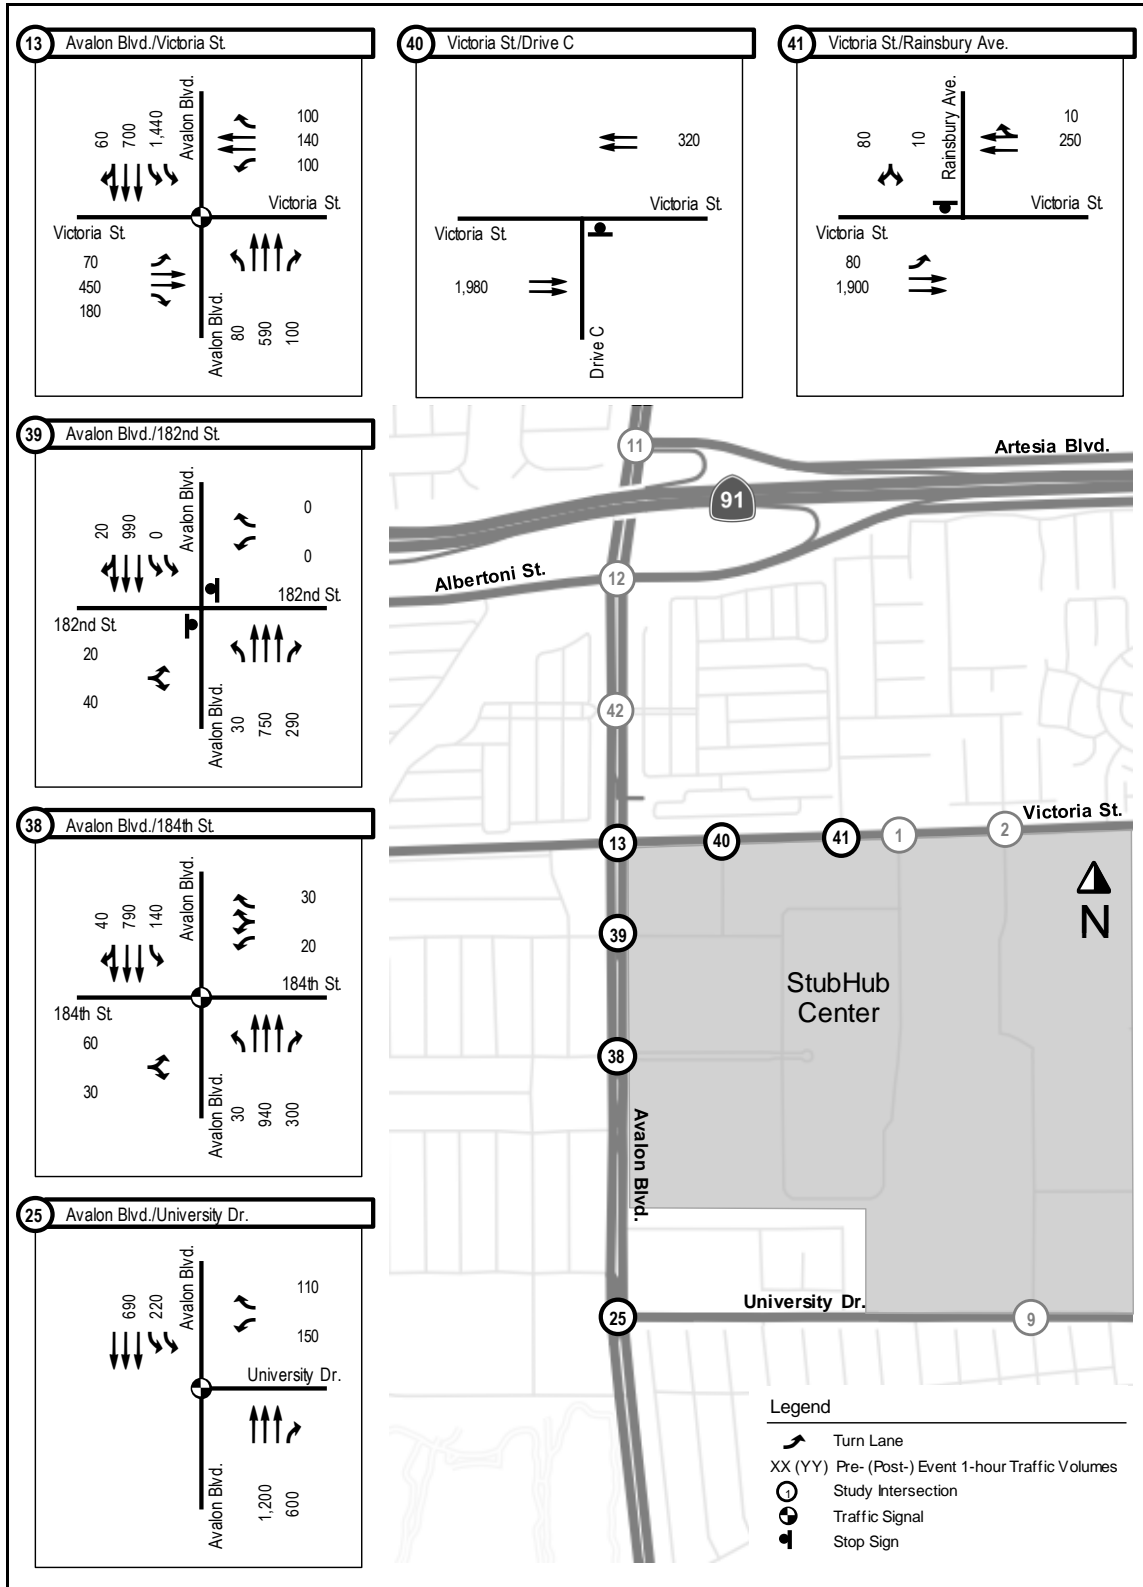 13 Avalon Blvd./Victoria St.
60
700
1,440
Avalon Blvd.
100
140
100
Victoria St.
Victoria St.
70
450
180
Avalon Blvd.
80
590
100
40 Victoria St./Drive C
320
Victoria St.
Victoria St.
1,980
Drive C
41 Victoria St./Rainsbury Ave.
80
10
Rainsbury Ave.
10
250
Victoria St.
Victoria St.
80
1,900
39 Avalon Blvd./182nd St.
20
990
0
Avalon Blvd.
0
0
182nd St.
182nd St.
20
40
Avalon Blvd.
30
750
290
38 Avalon Blvd./184th St.
40
790
140
Avalon Blvd.
30
20
184th St.
184th St.
60
30
Avalon Blvd.
30
940
300
25 Avalon Blvd./University Dr.
690
220
Avalon Blvd.
110
150
University Dr.
Avalon Blvd.
1,200
600
11
Artesia Blvd.
91
Albertoni St.
12
42
Victoria St.
13
40
41
1
2
N
39
StubHub
Center
38
Avalon Blvd.
University Dr.
25
9
Legend
Turn Lane
XX (YY) Pre- (Post-) Event 1-hour Traffic Volumes
1 Study Intersection
Traffic Signal
Stop Sign